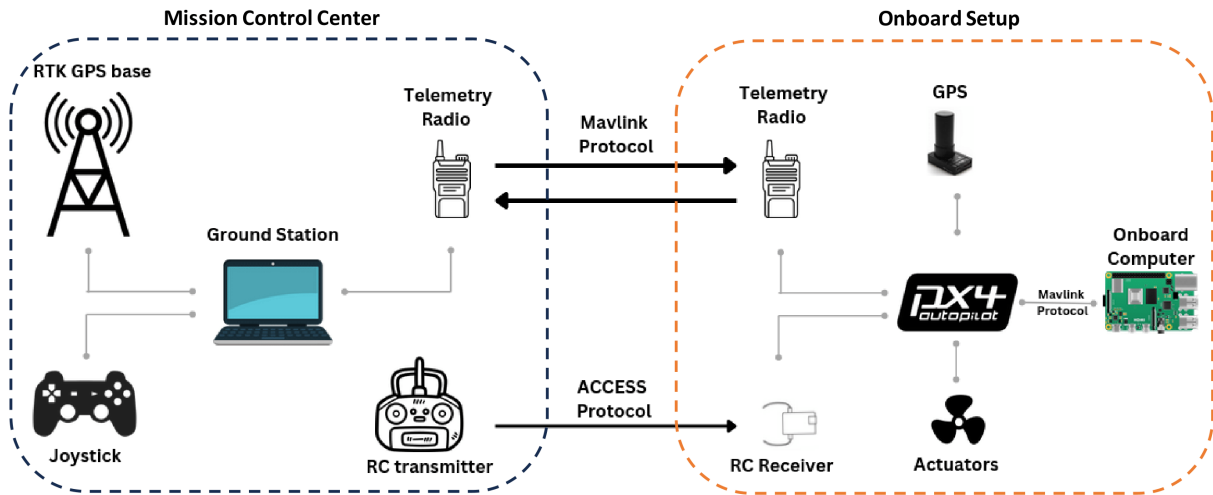 Mission Control Center
Onboard Setup
RTK GPS base
Telemetry
Radio
Mavlink
Protocol
Telemetry
Radio
GPS
Ground Station
Onboard
Computer
px4
autopilot
Mavlink
Protocol
ACCESS
Protocol
Joystick
RC transmitter
RC Receiver
Actuators